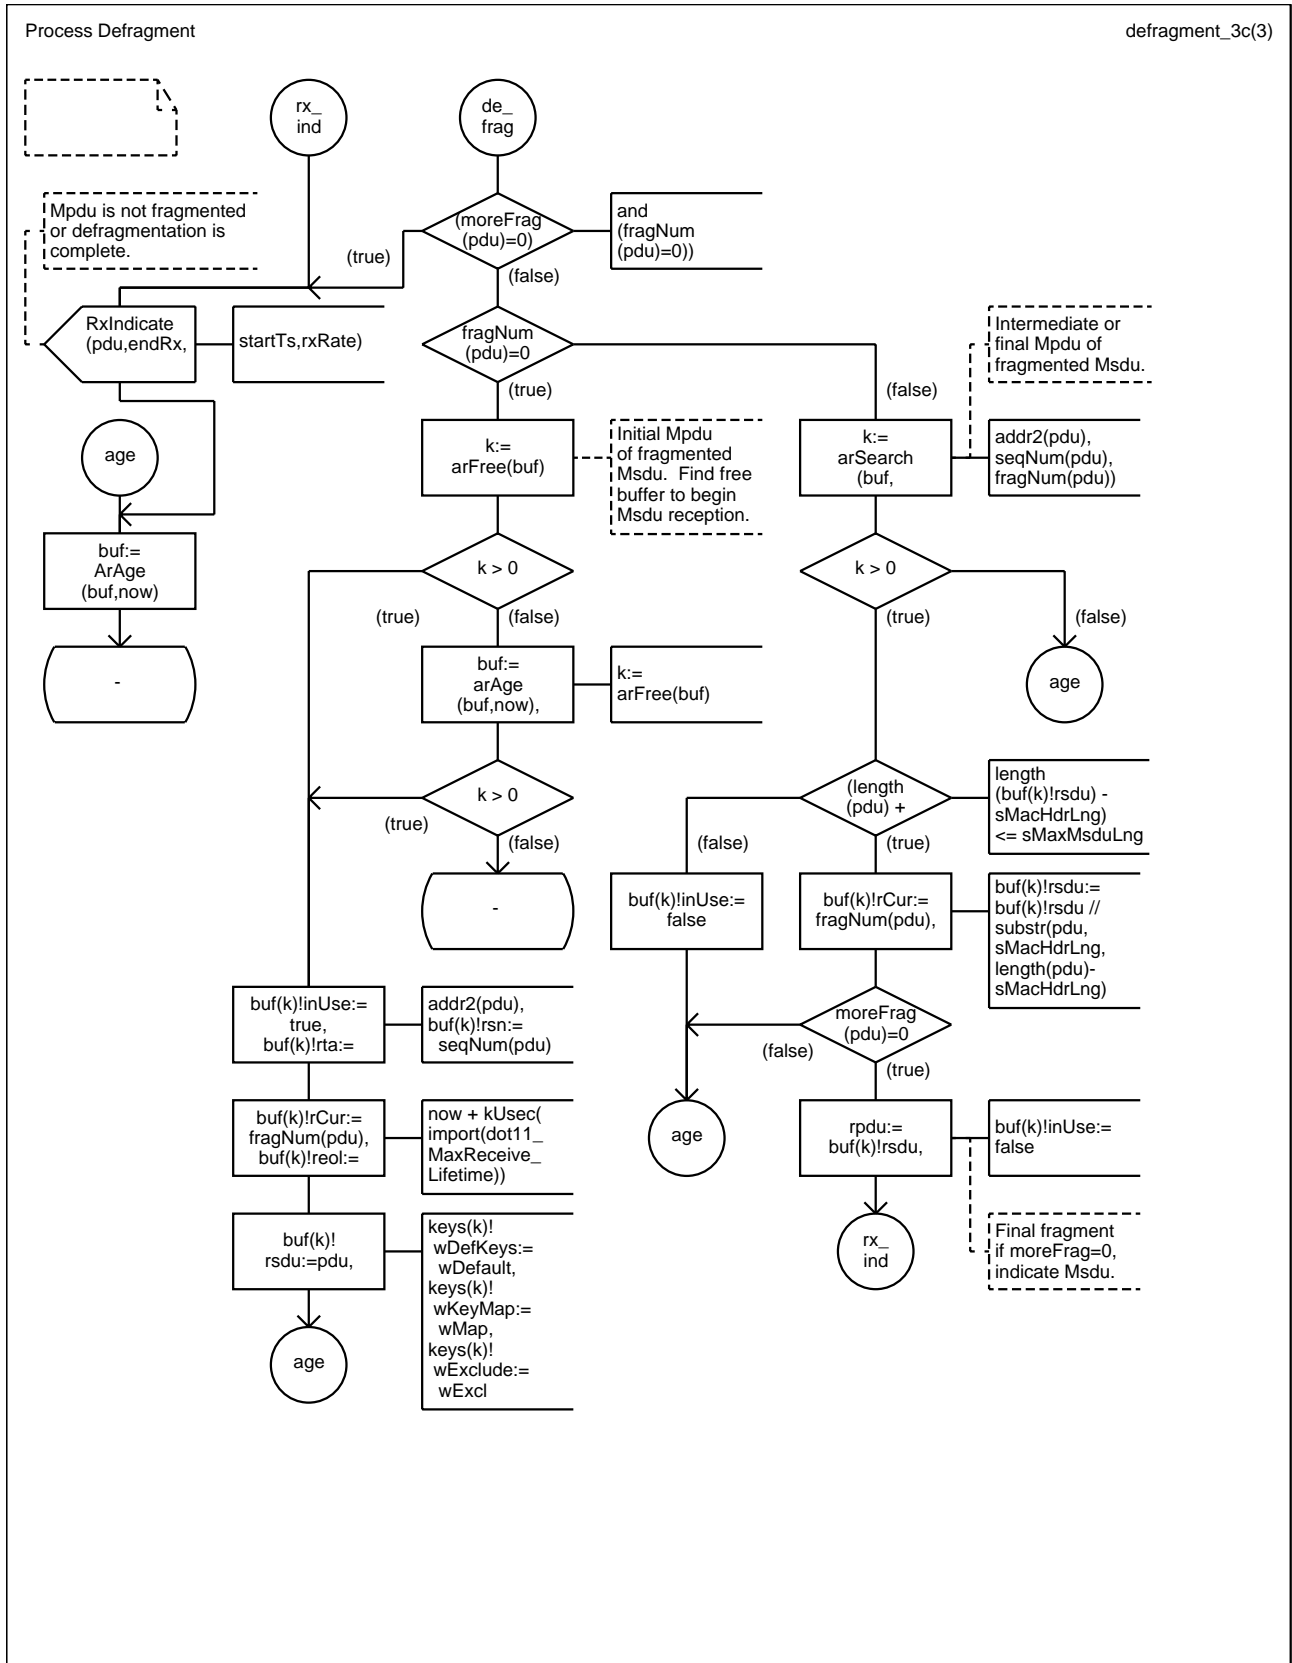 Process Defragment
defragment_3c(3)
rx_
ind
de_
frag
Mpdu is not fragmented
or defragmentation is
complete.
(moreFrag
(pdu)=0)
and
(fragNum
(pdu)=0))
(true)
(false)
RxIndicate
(pdu,endRx,
startTs,rxRate)
fragNum
(pdu)=0
Intermediate or
final Mpdu of
fragmented Msdu.
(true)
(false)
age
k:=
arFree(buf)
Initial Mpdu
of fragmented
Msdu.  Find free
buffer to begin
Msdu reception.
k:=
arSearch
(buf,
addr2(pdu),
seqNum(pdu),
fragNum(pdu))
buf:=
ArAge
(buf,now)
k > 0
k > 0
(true)
(false)
(true)
(false)
-
buf:=
arAge
(buf,now),
k:=
arFree(buf)
age
k > 0
(length
(pdu) +
length
(buf(k)!rsdu) -
sMacHdrLng)
<= sMaxMsduLng
(true)
(false)
(false)
(true)
-
buf(k)!inUse:=
false
buf(k)!rCur:=
fragNum(pdu),
buf(k)!rsdu:=
buf(k)!rsdu //
substr(pdu,
sMacHdrLng,
length(pdu)-
sMacHdrLng)
buf(k)!inUse:=
true,
buf(k)!rta:=
addr2(pdu),
buf(k)!rsn:=
seqNum(pdu)
moreFrag
(pdu)=0
(false)
(true)
buf(k)!rCur:=
fragNum(pdu),
buf(k)!reol:=
now + kUsec(
import(dot11_
MaxReceive_
Lifetime))
age
rpdu:=
buf(k)!rsdu,
buf(k)!inUse:=
false
buf(k)!
rsdu:=pdu,
keys(k)!
wDefKeys:=
wDefault,
keys(k)!
wKeyMap:=
wMap,
keys(k)!
wExclude:=
wExcl
rx_
ind
Final fragment
if moreFrag=0,
indicate Msdu.
age